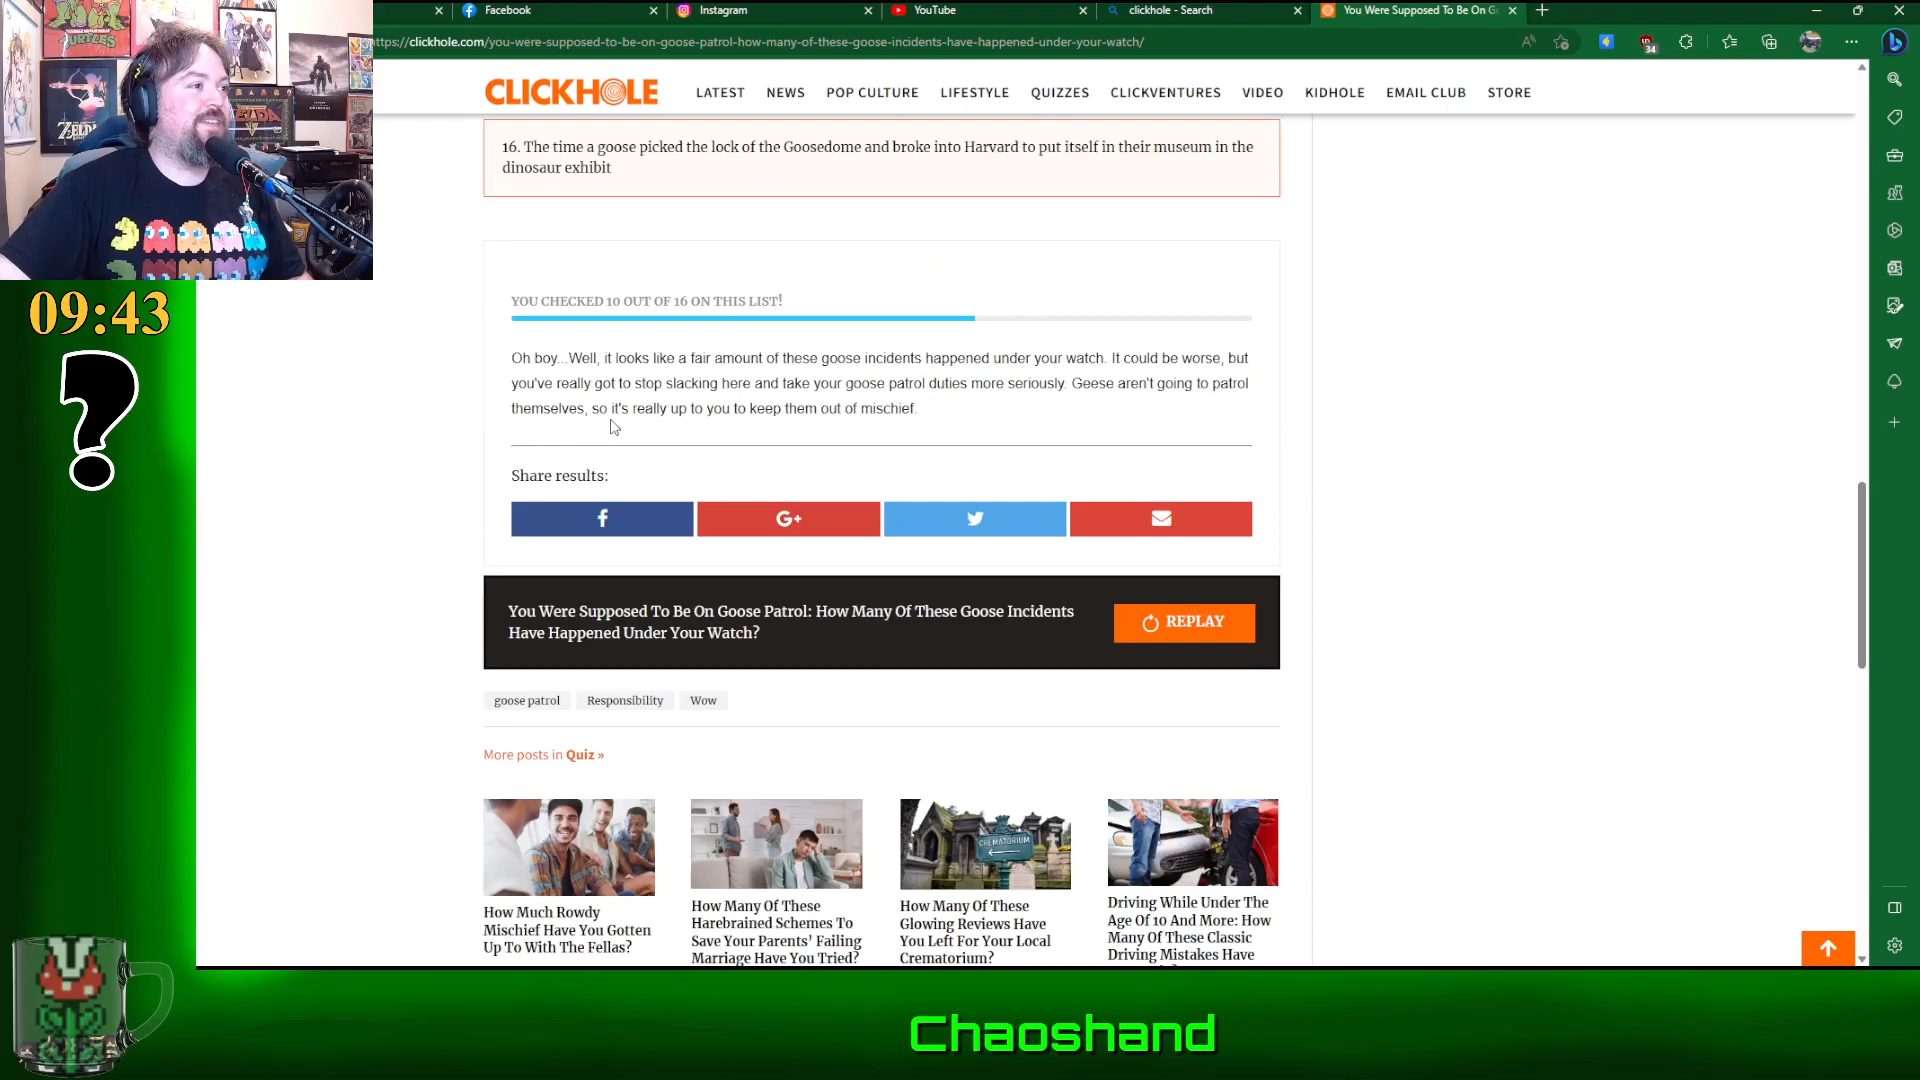 Facebook
Instagram
YouTube
clickhole - Search
You Were Supposed To Be On G
https://clickhole.com/you-were-supposed-to-be-on-goose-patrol-how-many-of-these-goose-incidents-have-happened-under-your-watch/
34
TURTLES
ZELDA
CLICKHOLE
LATEST NEWS POP CULTURE LIFESTYLE QUIZZES CLICKVENTURES VIDEO KIDHOLE EMAIL CLUB STORE
16. The time a goose picked the lock of the Goosedome and broke into Harvard to put itself in their museum in the
dinosaur exhibit
YOU CHECKED 10 OUT OF 16 ON THIS LIST!
Oh boy...Well, it looks like a fair amount of these goose incidents happened under your watch. It could be worse, but
you've really got to stop slacking here and take your goose patrol duties more seriously. Geese aren't going to patrol
themselves, so it's really up to you to keep them out of mischief.
Share results:
G+
You Were Supposed To Be On Goose Patrol: How Many Of These Goose Incidents
Have Happened Under Your Watch?
REPLAY
goose patrol Responsibility Wow
More posts in Quiz »
CREMATORIUM
How Much Rowdy
Mischief Have You Gotten
Up To With The Fellas?
How Many Of These
Harebrained Schemes To
Save Your Parents' Failing
Marriage Have You Tried?
How Many Of These
Glowing Reviews Have
You Left For Your Local
Crematorium?
Driving While Under The
Age Of 10 And More: How
Many Of These Classic
Driving Mistakes Have
09:43
?
Chaoshand